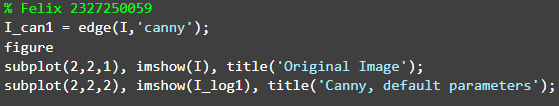 % Felix 2327250059
I_can1 = edge(I,'canny');
figure
subplot(2,2,1), imshow(I), title('Original Image');
subplot(2,2,2), imshow(I_log1), title('Canny, default parameters');